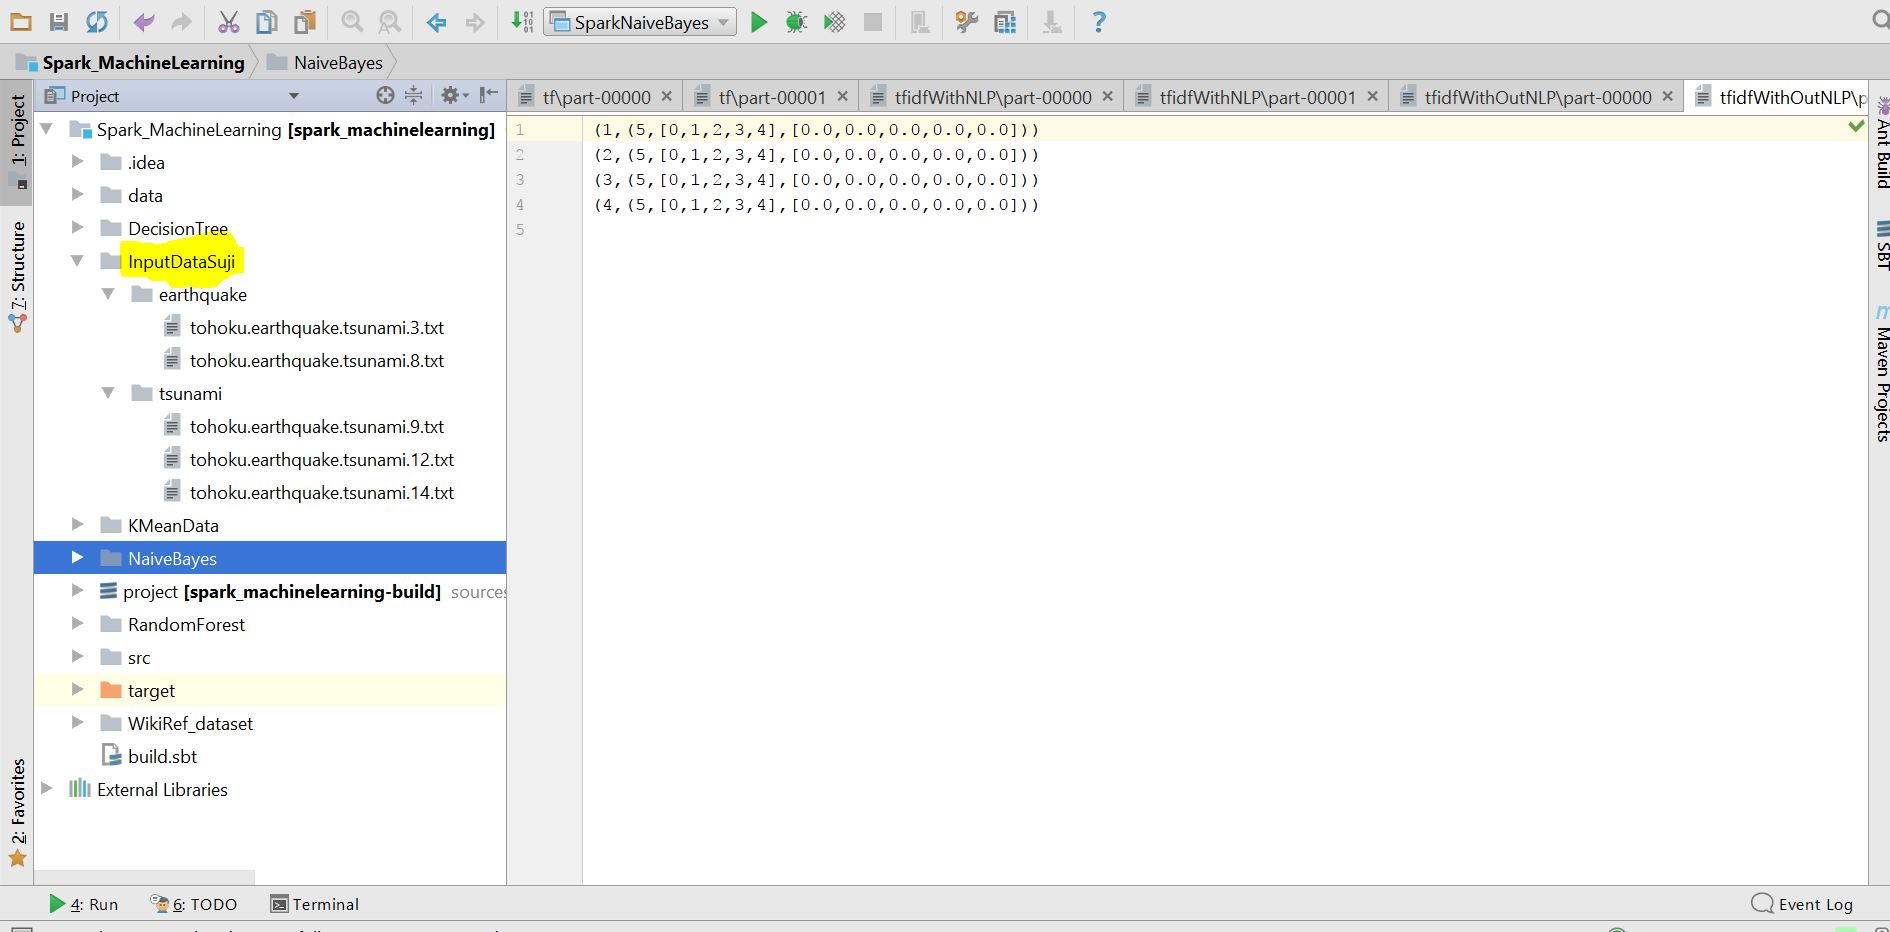 SparkNaiveBayes
Spark_MachineLearning
NaiveBayes
Project
tf\part-00000
tf\part-00001
tfidfWithNLP\part-00000
tfidfWithNLP\part-00001
tfidfWithOutNLP\part-00000
tfidfWithOutNLP\p
1: Project
7: Structure
2: Favorites
Spark_MachineLearning [spark_machinelearning]
.idea
data
DecisionTree
InputDataSuji
earthquake
tohoku.earthquake.tsunami.3.txt
tohoku.earthquake.tsunami.8.txt
tsunami
tohoku.earthquake.tsunami.9.txt
tohoku.earthquake.tsunami.12.txt
tohoku.earthquake.tsunami.14.txt
KMeanData
NaiveBayes
project [spark_machinelearning-build] sources
RandomForest
src
target
WikiRef_dataset
build.sbt
External Libraries
1 (1,(5,[0,1,2,3,4],[0.0,0.0,0.0,0.0,0.0]))
2 (2,(5,[0,1,2,3,4],[0.0,0.0,0.0,0.0,0.0]))
3 (3,(5,[0,1,2,3,4],[0.0,0.0,0.0,0.0,0.0]))
4 (4,(5,[0,1,2,3,4],[0.0,0.0,0.0,0.0,0.0]))
5
Ant Build
SBT
Maven Projects
4: Run
6: TODO
Terminal
Event Log